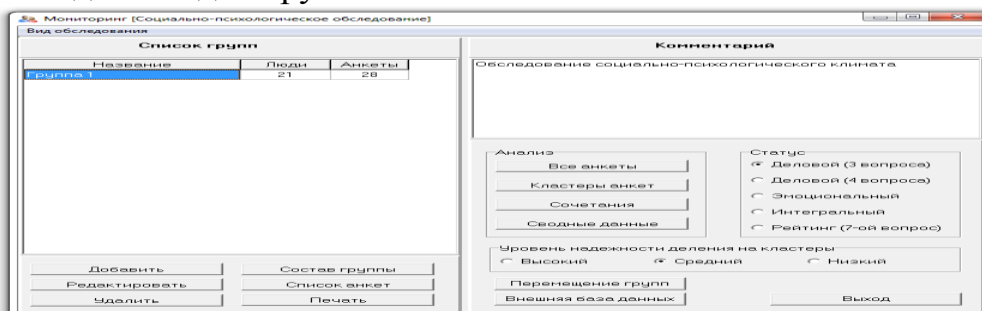 Мониторинг [Социально-психологическое обследование]
Вид обследования
Список групп
Название Люди Анкеты
Группа 1 21 28
Добавить Состав группы
Редактировать Список анкет
Удалить Печать
Комментарий
Обследование социально-психологического климата
Анализ
Все анкеты
Кластеры анкет
Сочетания
Сводные данные
Статус
Деловой (3 вопроса)
Деловой (4 вопроса)
Эмоциональный
Интегральный
Рейтинг (7-ой вопрос)
Уровень надежности деления на кластеры
Высокий Средний Низкий
Перемещение групп
Внешняя база данных Выход